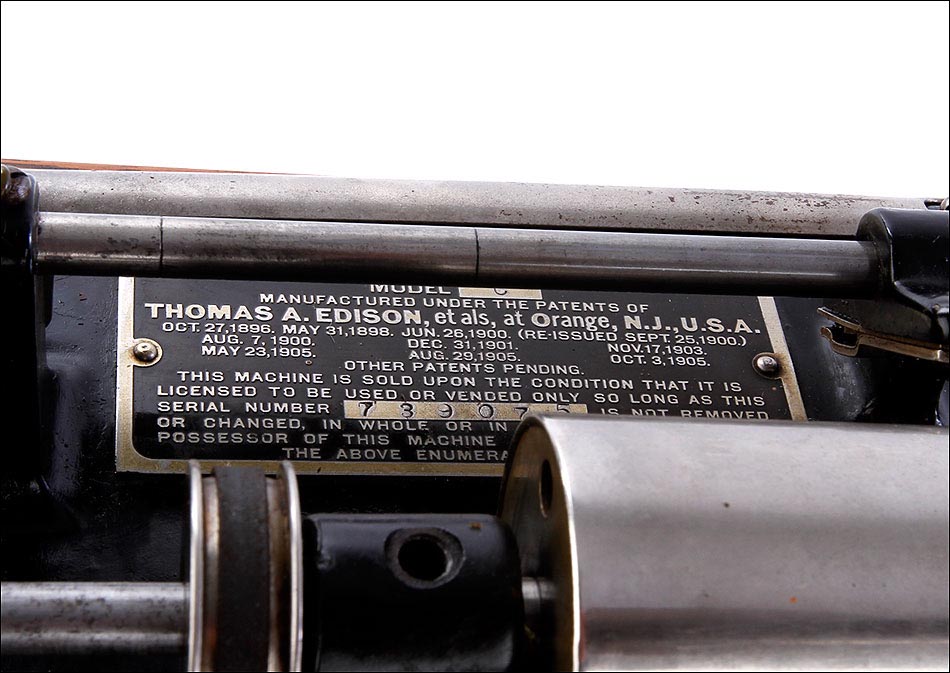 MODEL C
MANUFACTURED UNDER THE PATENTS OF
THOMAS A. EDISON, et als, at Orange, N.J., U.S.A.
OCT. 27, 1896. MAY 31, 1898. JUN. 26, 1900. (RE-ISSUED SEPT. 25, 1900.)
AUG. 7, 1900. DEC. 31, 1901. NOV. 17, 1903.
MAY 23, 1905. AUG. 29, 1905. OCT. 3, 1905.
OTHER PATENTS PENDING.
THIS MACHINE IS SOLD UPON THE CONDITION THAT IT IS
LICENSED TO BE USED OR VENDED ONLY SO LONG AS THIS
SERIAL NUMBER 739075 IS NOT REMOVED
OR CHANGED, IN WHOLE OR IN
POSSESSOR OF THIS MACHINE
THE ABOVE ENUMERA